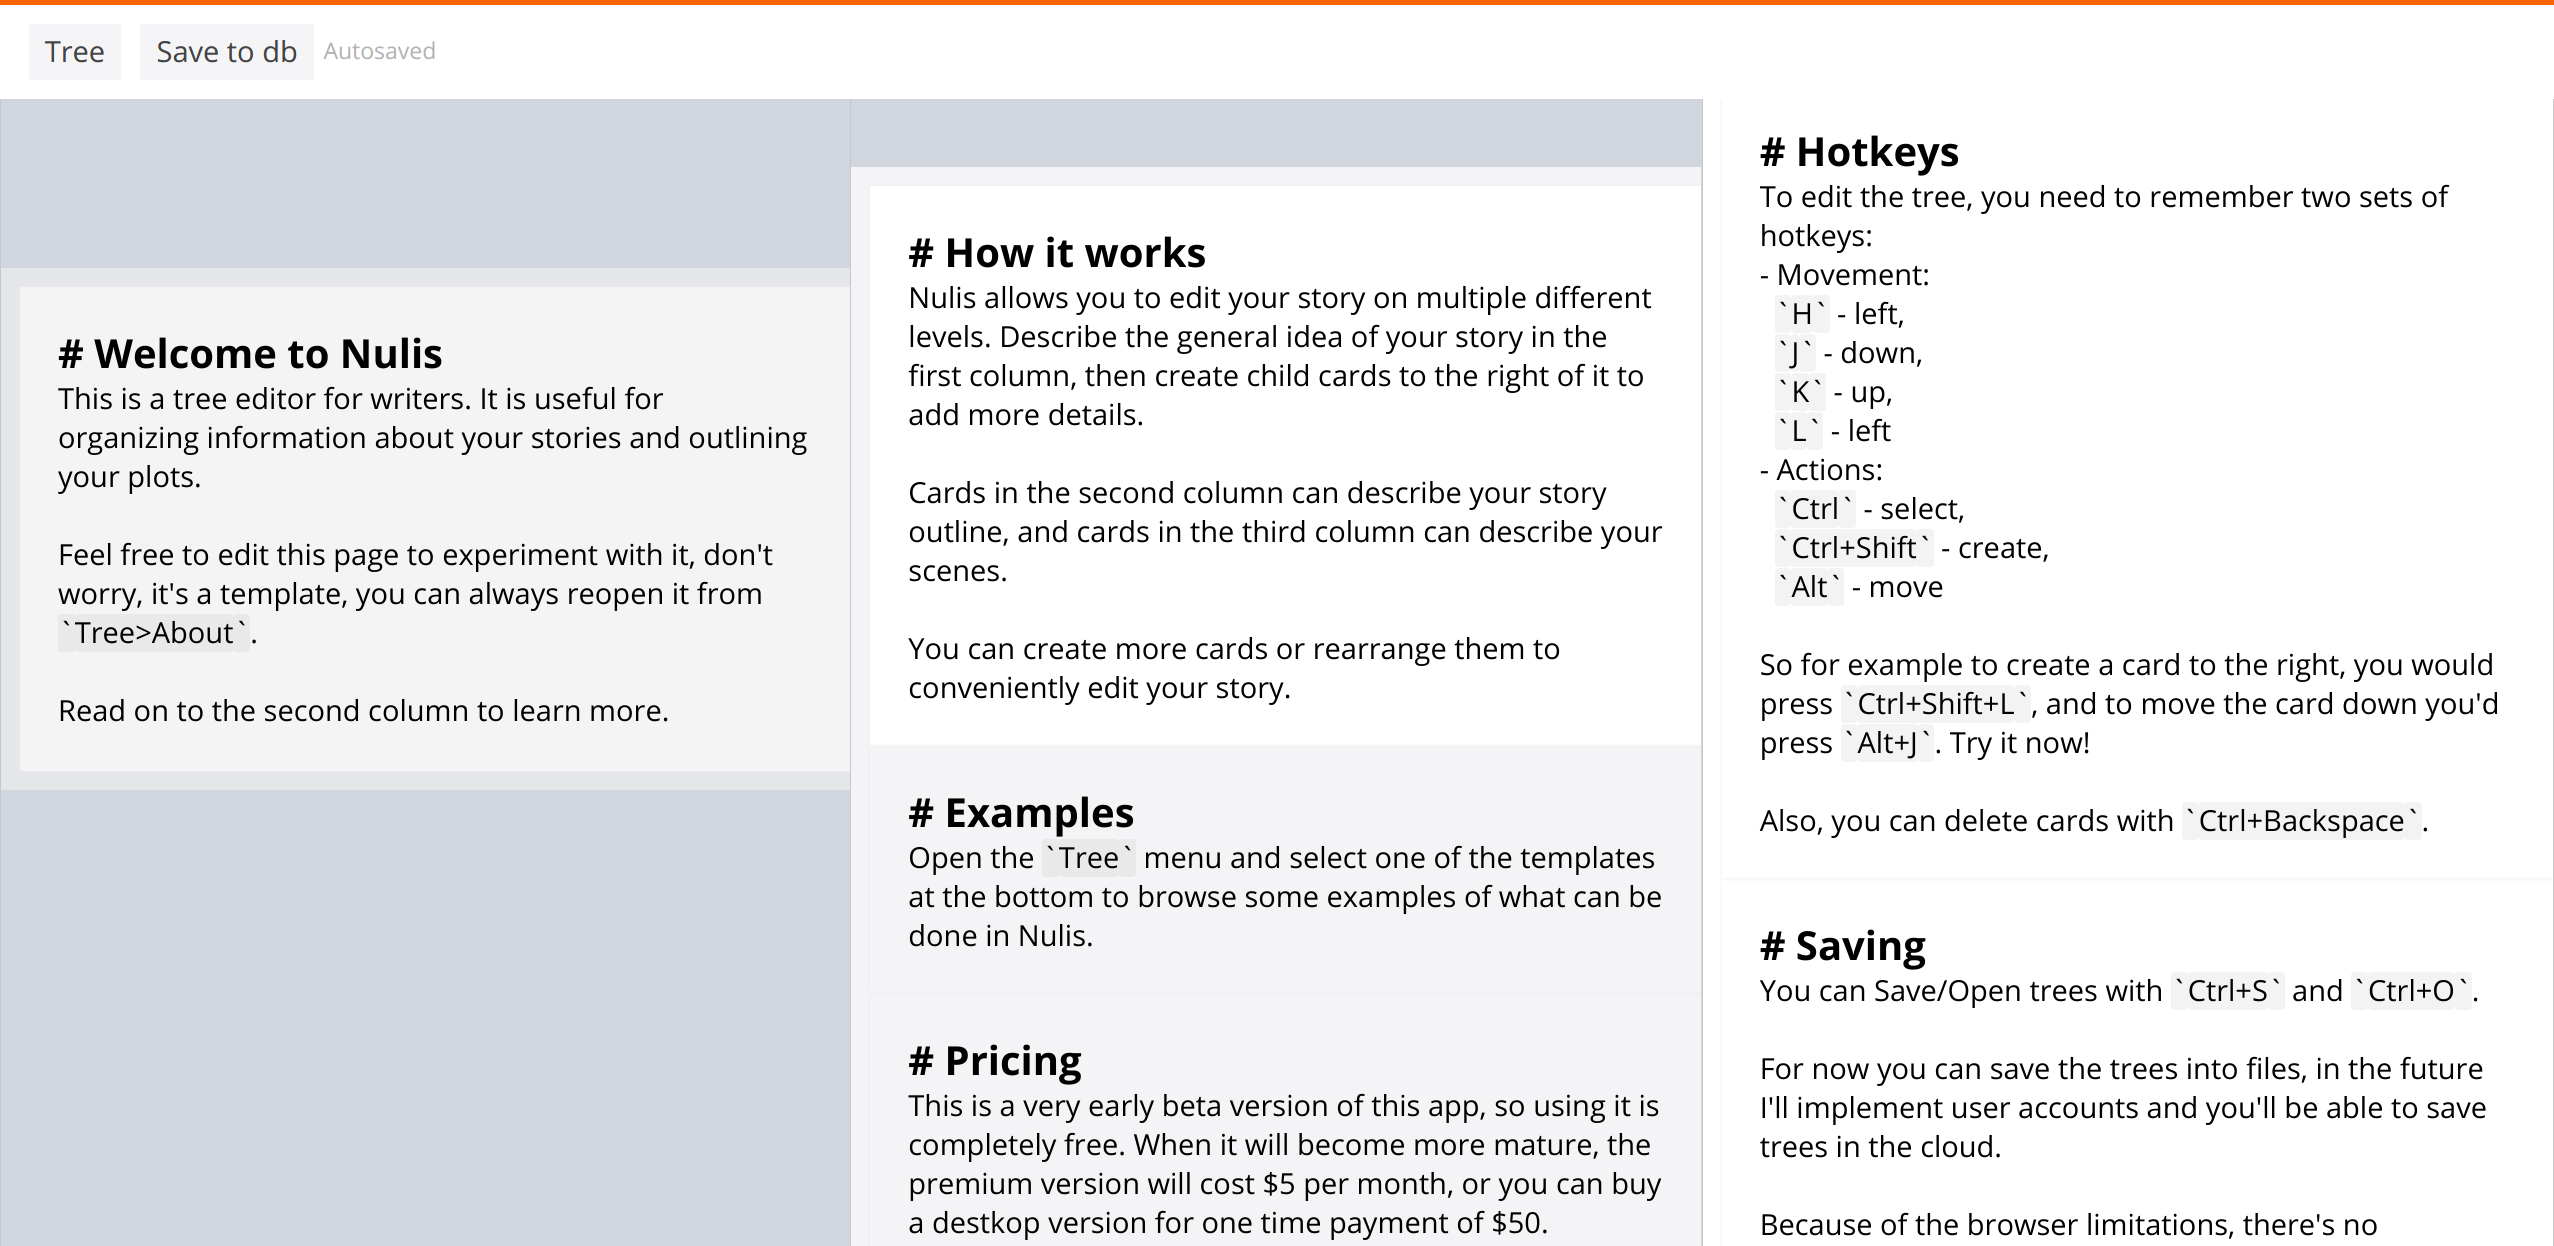 Tree
Save to db
Autosaved
# Welcome to Nulis
This is a tree editor for writers. It is useful for
organizing information about your stories and outlining
your plots.
Feel free to edit this page to experiment with it, don't
worry, it's a template, you can always reopen it from
`Tree>About`.
Read on to the second column to learn more.
# How it works
Nulis allows you to edit your story on multiple different
levels. Describe the general idea of your story in the
first column, then create child cards to the right of it to
add more details.
Cards in the second column can describe your story
outline, and cards in the third column can describe your
scenes.
You can create more cards or rearrange them to
conveniently edit your story.
# Examples
Open the `Tree` menu and select one of the templates
at the bottom to browse some examples of what can be
done in Nulis.
# Pricing
This is a very early beta version of this app, so using it is
completely free. When it will become more mature, the
premium version will cost $5 per month, or you can buy
a destkop version for one time payment of $50.
# Hotkeys
To edit the tree, you need to remember two sets of
hotkeys:
- Movement:
`H` - left,
`J` - down,
`K` - up,
`L` - left
- Actions:
`Ctrl` - select,
`Ctrl+Shift` - create,
`Alt` - move
So for example to create a card to the right, you would
press `Ctrl+Shift+L`, and to move the card down you'd
press `Alt+J`. Try it now!
Also, you can delete cards with `Ctrl+Backspace`.
# Saving
You can Save/Open trees with `Ctrl+S` and `Ctrl+O`.
For now you can save the trees into files, in the future
I'll implement user accounts and you'll be able to save
trees in the cloud.
Because of the browser limitations, there's no